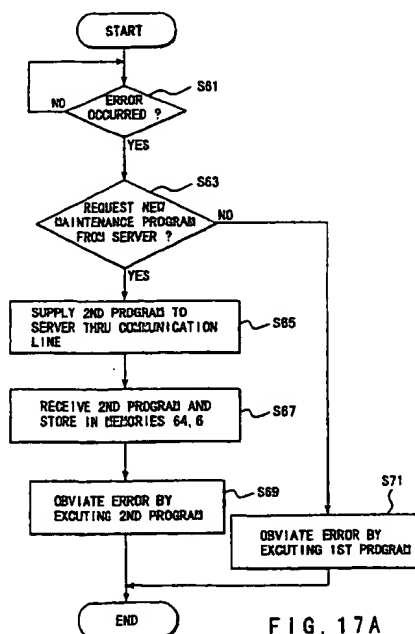 START
S61
ERROR
OCCURRED ?
NO
YES
S63
REQUEST NEW
MAINTENANCE PROGRAM
FROM SERVER ?
NO
YES
SUPPLY 2ND PROGRAM TO
SERVER THRU COMMUNICATION
LINE
S65
RECEIVE 2ND PROGRAM AND
STORE IN MEMORIES 64, 6
S67
OBVIATE ERROR BY
EXCUTING 2ND PROGRAM
S69
S71
OBVIATE ERROR BY
EXCUTING 1ST PROGRAM
END
FIG. 17A